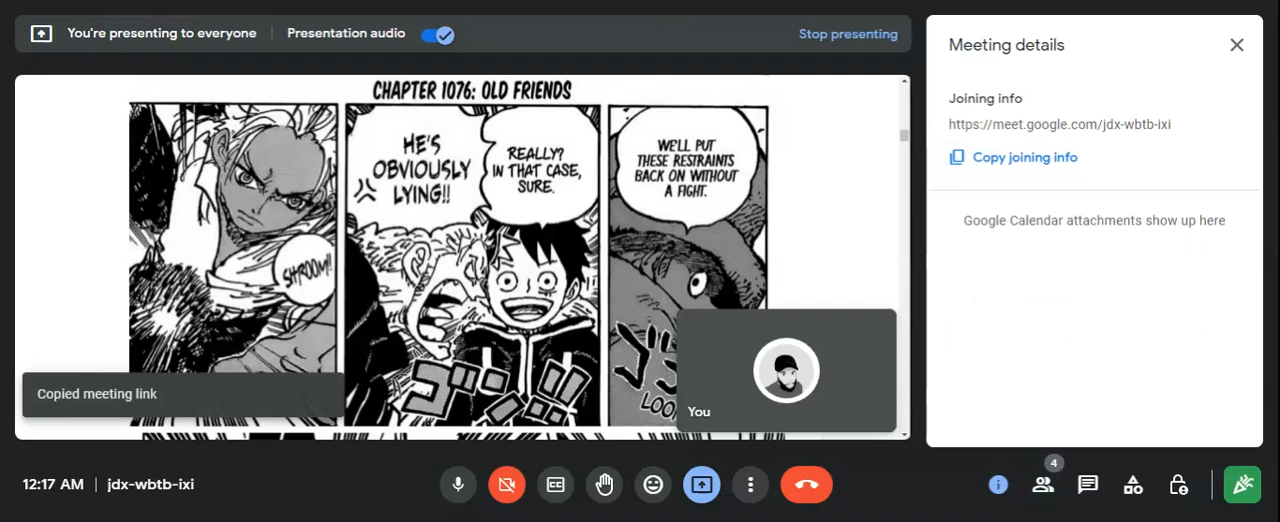 You're presenting to everyone
Presentation audio
Stop presenting
CHAPTER 1076: OLD FRIENDS
HE'S
OBVIOUSLY
LYING!!
REALLY?
IN THAT CASE,
SURE.
WE'LL PUT
THESE RESTRAINTS
BACK ON WITHOUT
A FIGHT.
SHROOM!!
ゴ
Copied meeting link
You
Meeting details
Joining info
https://meet.google.com/jdx-wbtb-ixi
Copy joining info
Google Calendar attachments show up here
12:17 AM
jdx-wbtb-ixi
CC
4